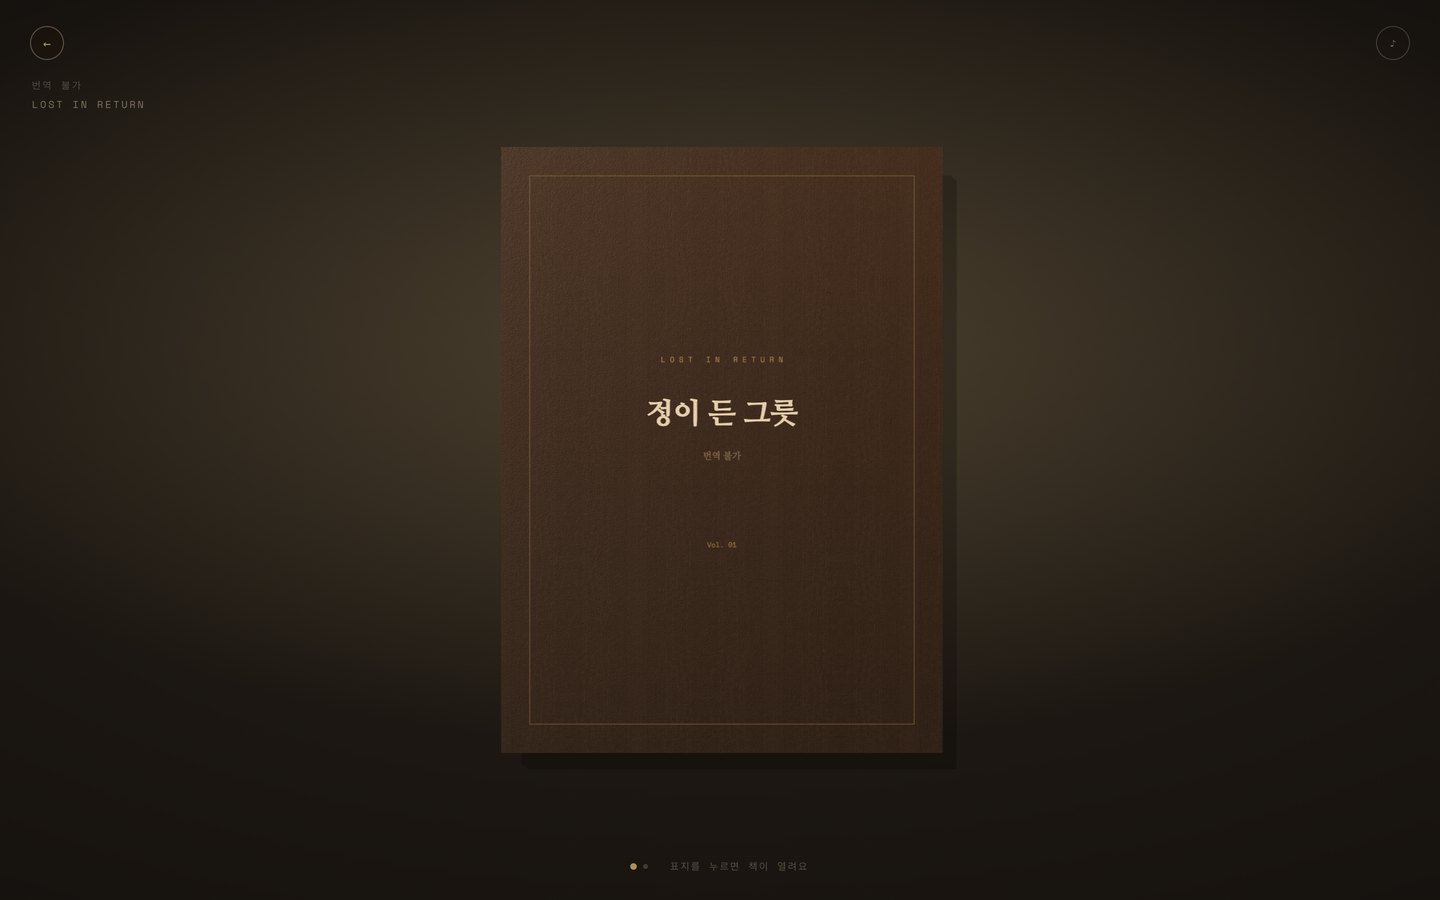 ←
♪
번역 불가
LOST IN RETURN
LOST IN RETURN
정이 든 그릇
번역 불가
Vol. 01
표지를 누르면 책이 열려요